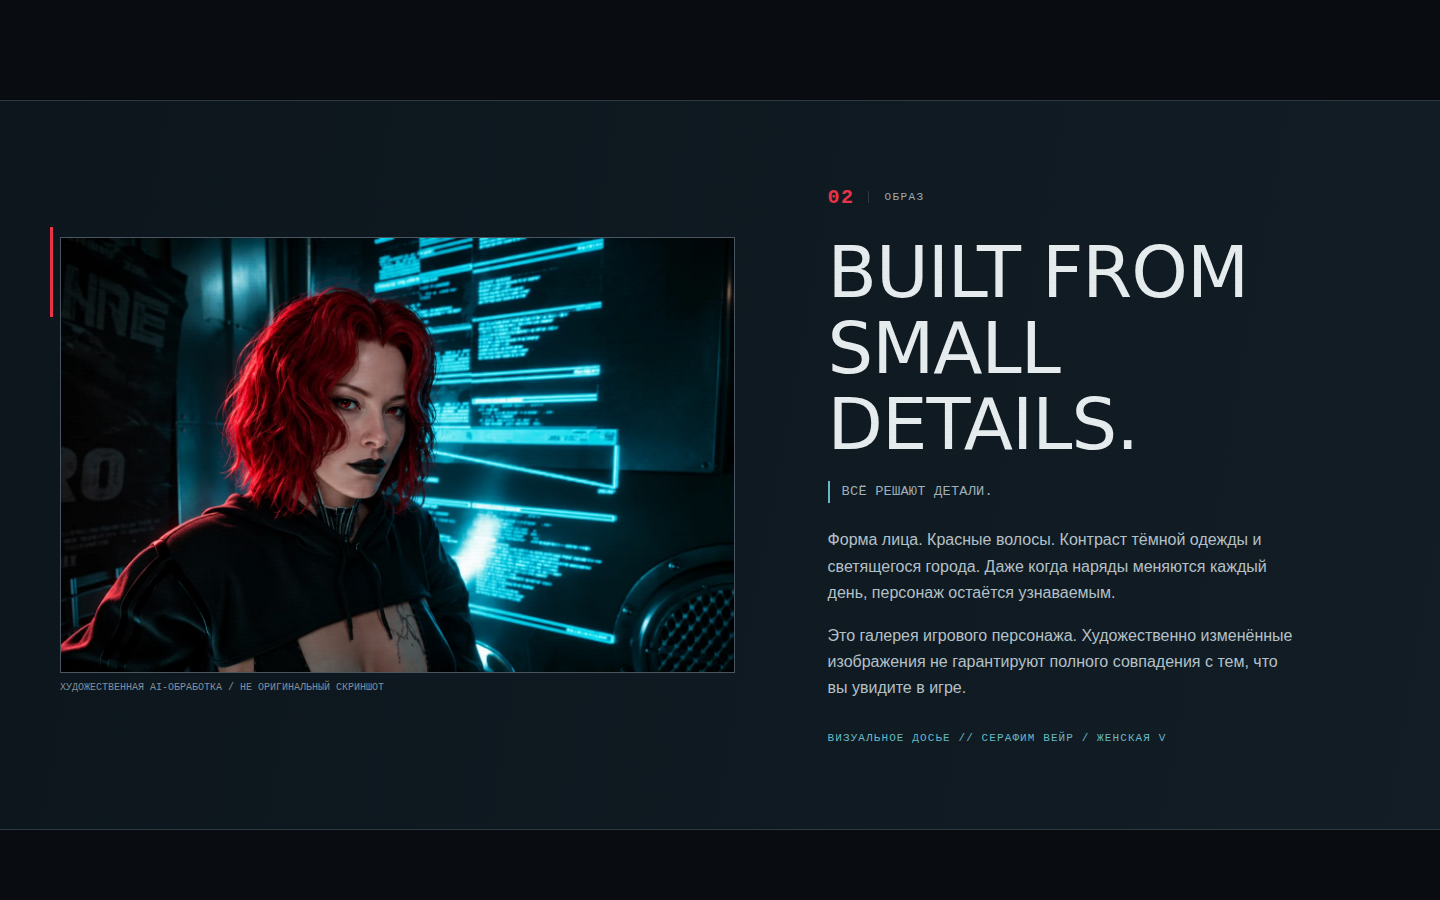 02 ОБРАЗ
BUILT FROM
SMALL
DETAILS.
ВСЁ РЕШАЮТ ДЕТАЛИ.
Форма лица. Красные волосы. Контраст тёмной одежды и
светящегося города. Даже когда наряды меняются каждый
день, персонаж остаётся узнаваемым.
Это галерея игрового персонажа. Художественно изменённые
изображения не гарантируют полного совпадения с тем, что
вы увидите в игре.
ВИЗУАЛЬНОЕ ДОСЬЕ // СЕРАФИМ ВЕЙР / ЖЕНСКАЯ V
RO
ХУДОЖЕСТВЕННАЯ AI-ОБРАБОТКА / НЕ ОРИГИНАЛЬНЫЙ СКРИНШОТ